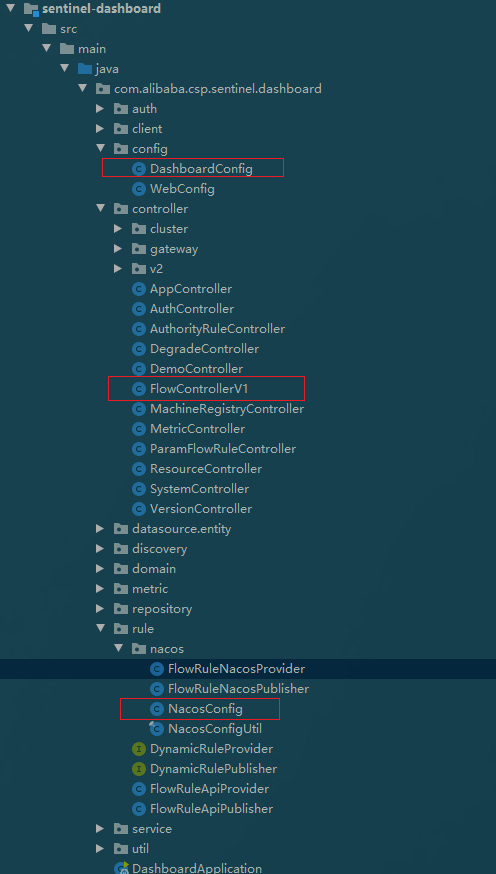 sentinel-dashboard
src
main
java
com.alibaba.csp.sentinel.dashboard
auth
client
config
DashboardConfig
WebConfig
controller
cluster
gateway
v2
AppController
AuthController
AuthorityRuleController
DegradeController
DemoController
FlowControllerV1
MachineRegistryController
MetricController
ParamFlowRuleController
ResourceController
SystemController
VersionController
datasource.entity
discovery
domain
metric
repository
rule
nacos
FlowRuleNacosProvider
FlowRuleNacosPublisher
NacosConfig
NacosConfigUtil
DynamicRuleProvider
DynamicRulePublisher
FlowRuleApiProvider
FlowRuleApiPublisher
service
util
DashboardApplication